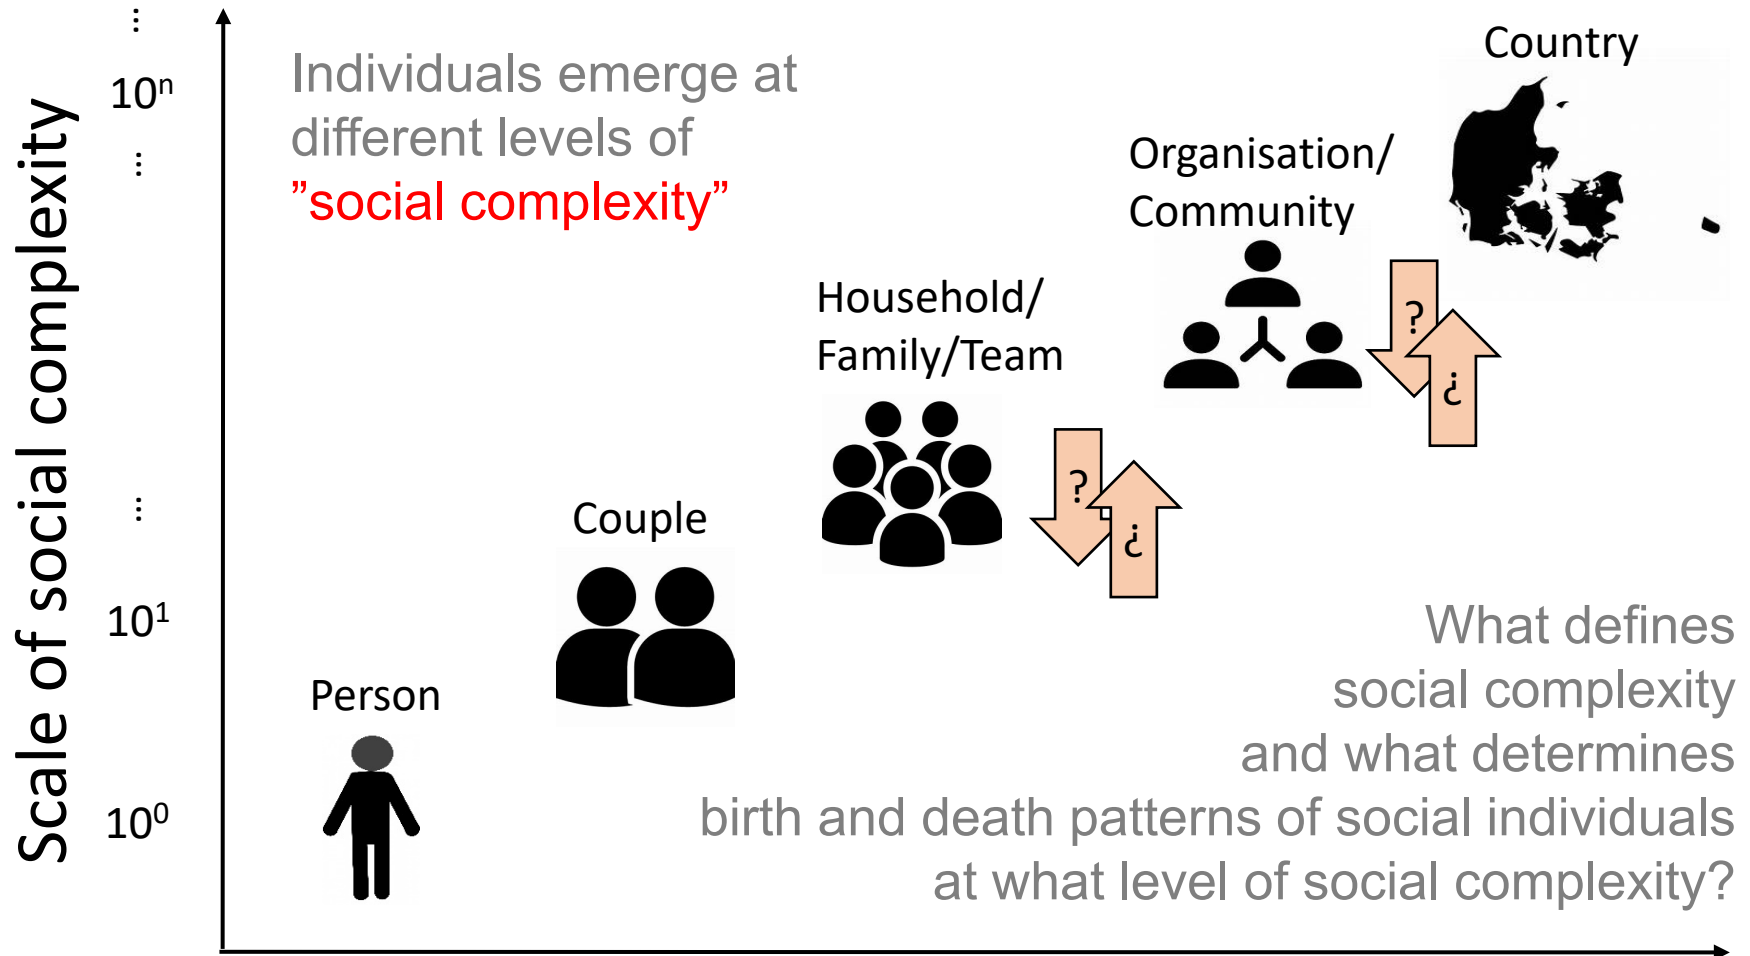 Scale of social complexity
⋮
10ⁿ
⋮
⋮
10¹
10⁰
Individuals emerge at
different levels of
”social complexity”
Country
Organisation/
Community
Household/
Family/Team
Couple
Person
?
¿
?
¿
What defines
social complexity
and what determines
birth and death patterns of social individuals
at what level of social complexity?